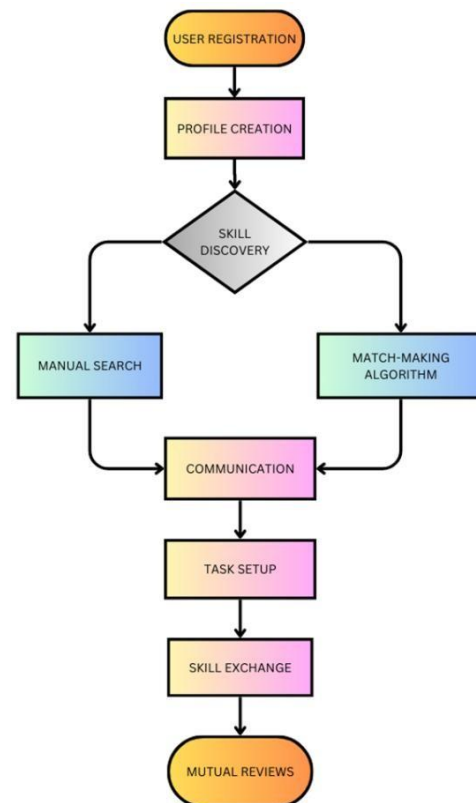 USER REGISTRATION
PROFILE CREATION
SKILL
DISCOVERY
MANUAL SEARCH
MATCH-MAKING
ALGORITHM
COMMUNICATION
TASK SETUP
SKILL EXCHANGE
MUTUAL REVIEWS